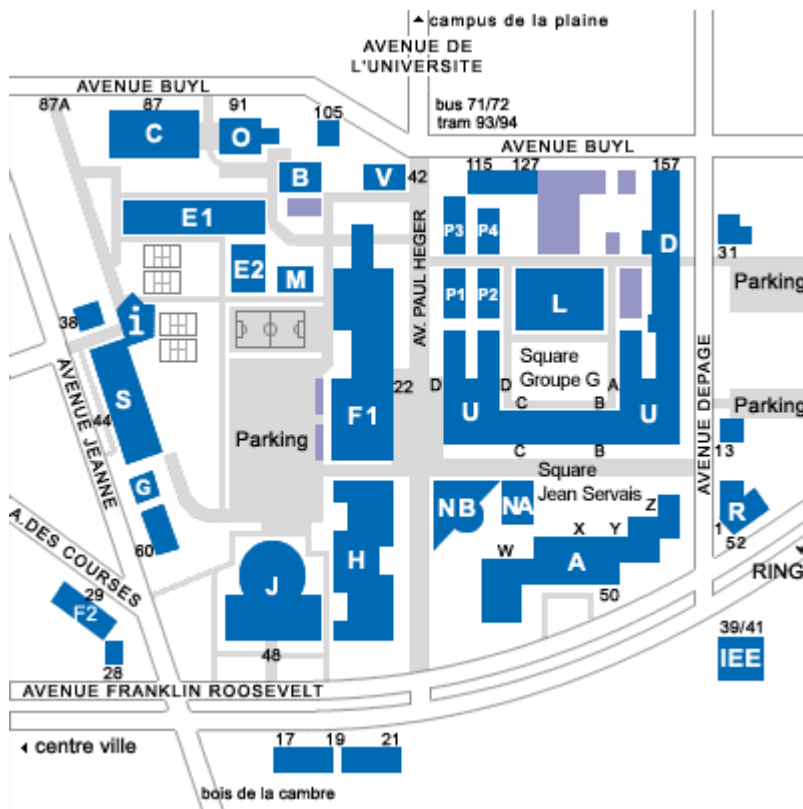 campus de la plaine
AVENUE DE
L'UNIVERSITE
AVENUE BUYL
87A
87
91
105
bus 71/72
tram 93/94
AVENUE BUYL
C
O
B
V
42
115
127
157
E1
P3
P4
D
31
E2
M
AV. PAUL HEGER
P1
P2
L
Parking
38
i
Square
Groupe G
S
22
D
D
A
C
B
F1
U
U
Parking
Parking
44
AVENUE JEANNE
AVENUE DEPAGE
C
B
13
Square
Jean Servais
G
NB
NA
Z
R
X
Y
1
52
60
A.DES COURSES
H
W
A
RING
29
F2
J
50
39/41
IEE
28
48
AVENUE FRANKLIN ROOSEVELT
17
19
21
centre ville
bois de la cambre